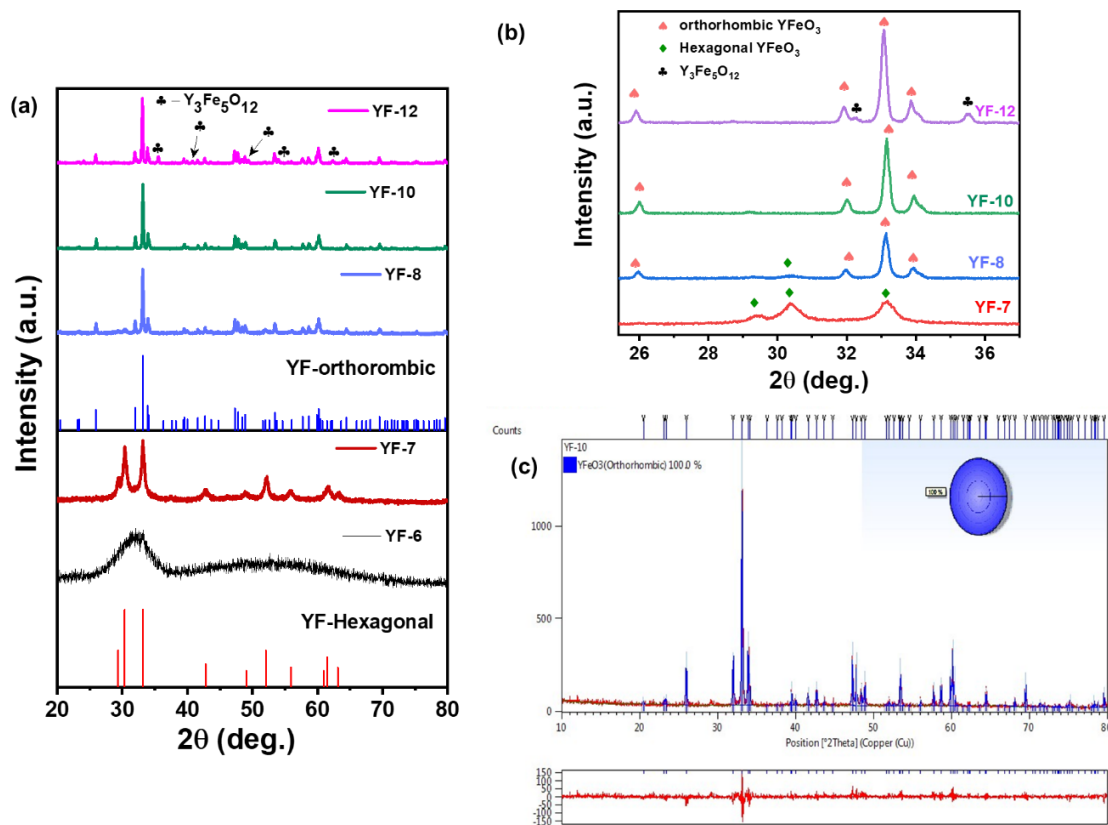 (a)
♣ – Y₃Fe₅O₁₂
YF-12
YF-10
YF-8
YF-orthorombic
YF-7
YF-6
YF-Hexagonal
Intensity (a.u.)
20 30 40 50 60 70 80
2θ (deg.)
(b)
orthorhombic YFeO₃
Hexagonal YFeO₃
Y₃Fe₅O₁₂
YF-12
YF-10
YF-8
YF-7
Intensity (a.u.)
26 28 30 32 34 36
2θ (deg.)
(c)
Counts
YF-10
YFeO3(Orthorhombic) 100.0 %
100 %
1000
500
0
10 20 30 40 50 60 70 80
Position [°2Theta] (Copper (Cu))
150
100
50
0
-50
-100
-150